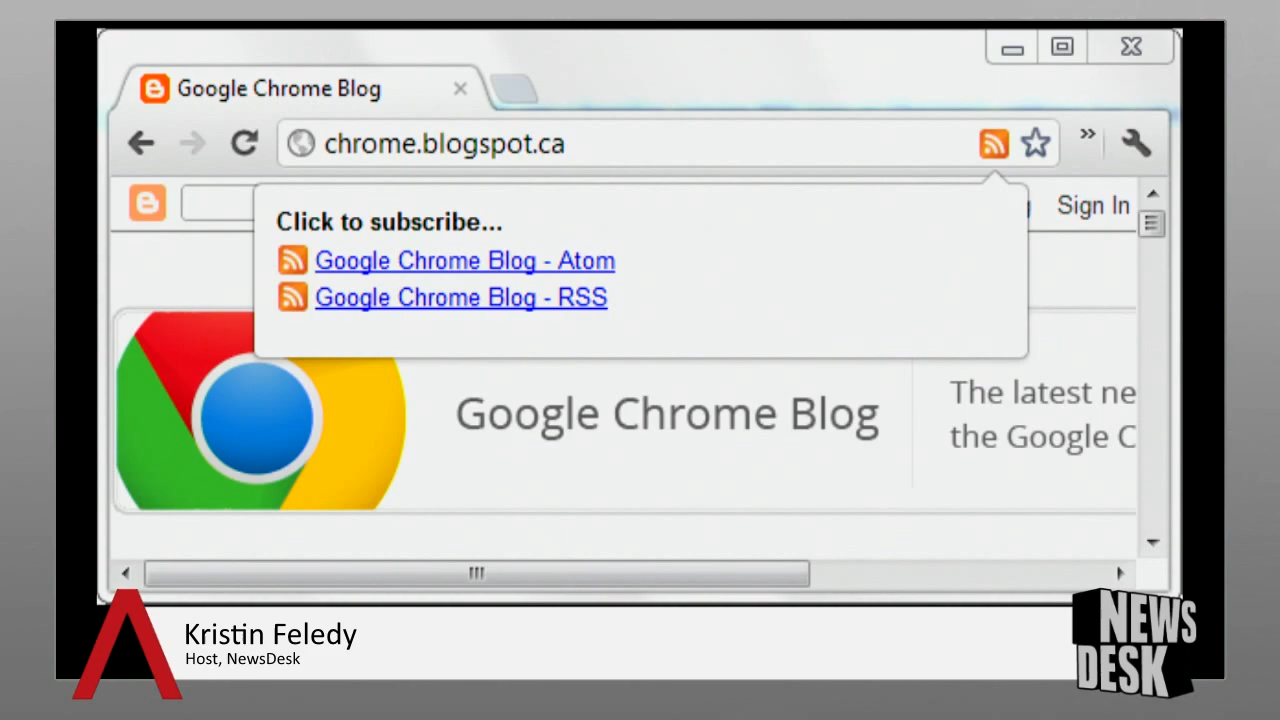 Google Chrome Blog
chrome.blogspot.ca
Sign In
Click to subscribe...
Google Chrome Blog - Atom
Google Chrome Blog - RSS
Google Chrome Blog
The latest ne
the Google C
Kristin Feledy
Host, NewsDesk
NEWS
DESK